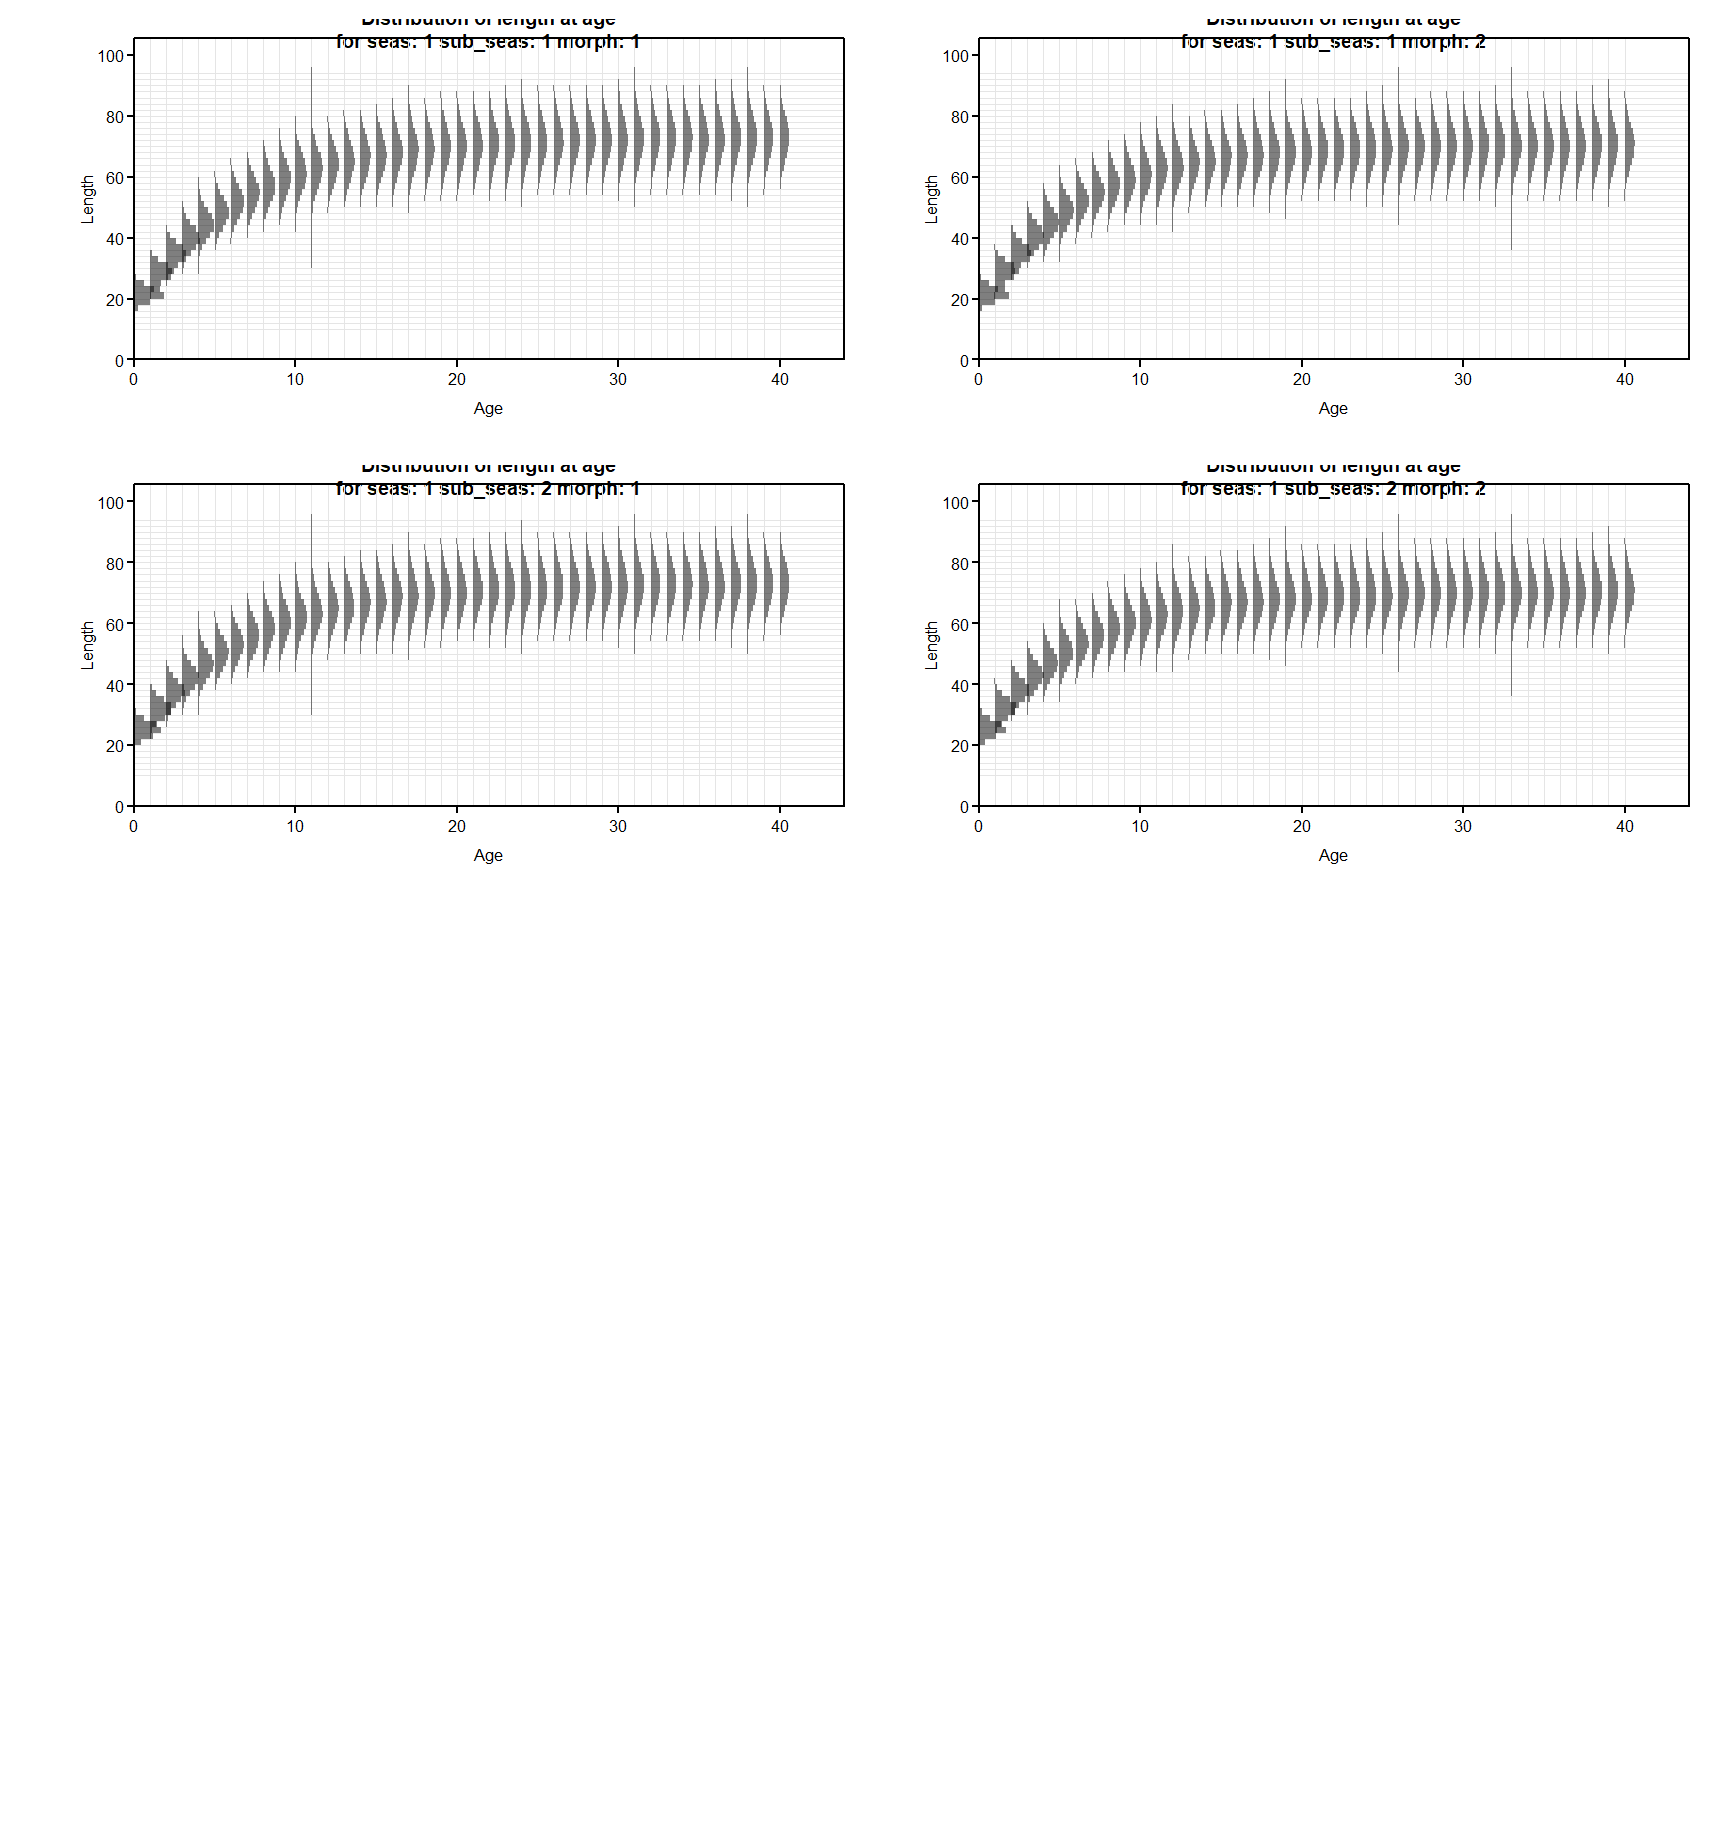 Distribution of length at age
for seas: 1 sub_seas: 1 morph: 1
100
80
60
40
20
0
Length
0 10 20 30 40
Age
Distribution of length at age
for seas: 1 sub_seas: 1 morph: 2
100
80
60
40
20
0
Length
0 10 20 30 40
Age
Distribution of length at age
for seas: 1 sub_seas: 2 morph: 1
100
80
60
40
20
0
Length
0 10 20 30 40
Age
Distribution of length at age
for seas: 1 sub_seas: 2 morph: 2
100
80
60
40
20
0
Length
0 10 20 30 40
Age